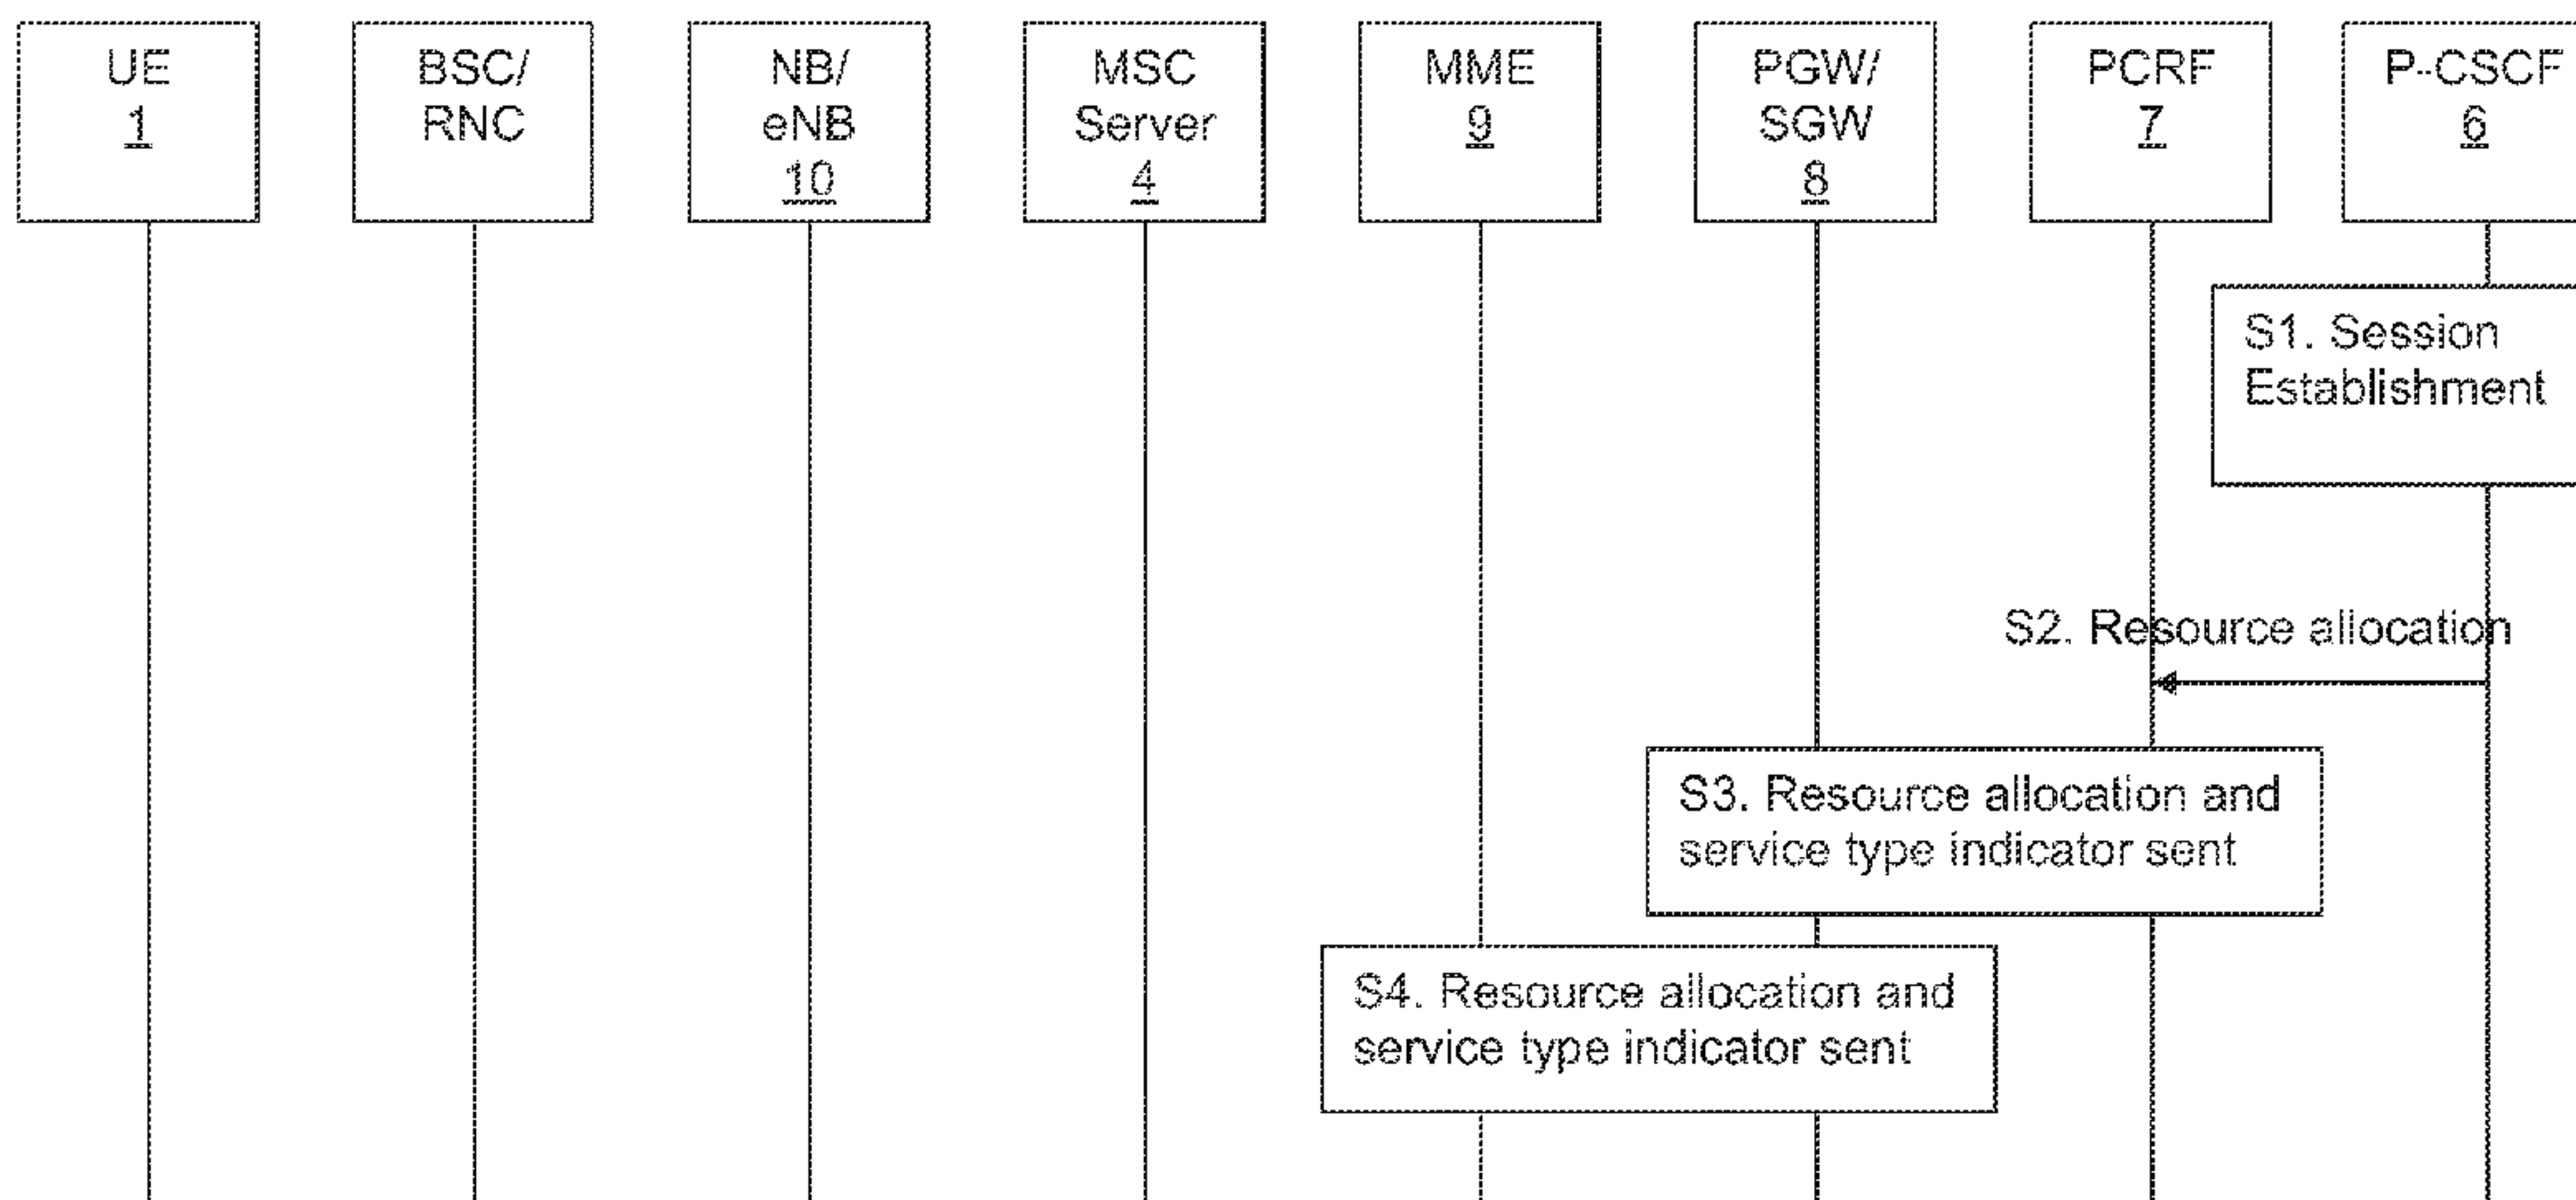 UE
1
BSC/
RNC
NB/
eNB
10
MSC
Server
4
MME
9
PGW/
SGW
8
PCRF
7
P-CSCF
6
S1. Session
Establishment
S2. Resource allocation
S3. Resource allocation and
service type indicator sent
S4. Resource allocation and
service type indicator sent